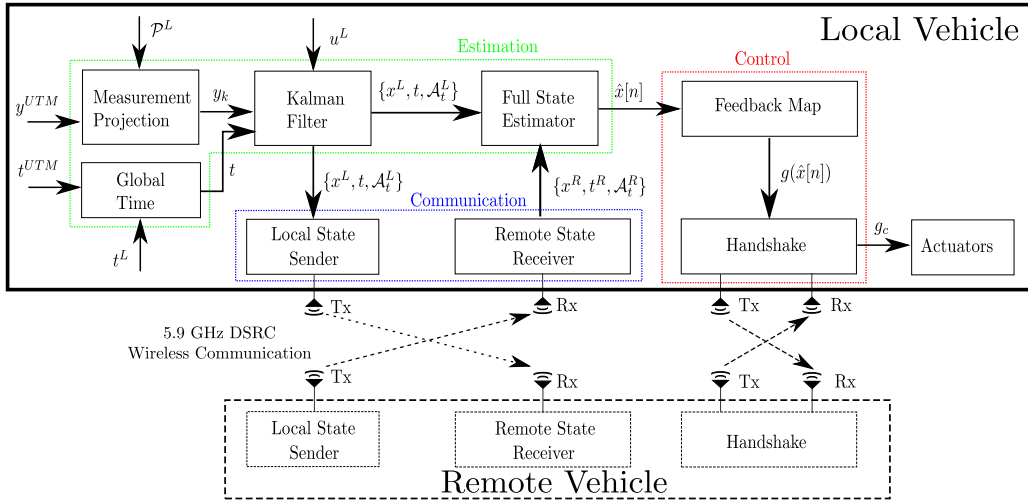 Local Vehicle
𝒫^L
u^L
Estimation
Control
y^{UTM}
Measurement
Projection
y_k
Kalman
Filter
{x^L, t, 𝒜_t^L}
Full State
Estimator
x̂[n]
Feedback Map
t^{UTM}
Global
Time
t
{x^L, t, 𝒜_t^L}
{x^R, t^R, 𝒜_t^R}
g(x̂[n])
Communication
t^L
Local State
Sender
Remote State
Receiver
Handshake
g_c
Actuators
Tx
Rx
Tx
Rx
5.9 GHz DSRC
Wireless Communication
Tx
Rx
Tx
Rx
Local State
Sender
Remote State
Receiver
Handshake
Remote Vehicle